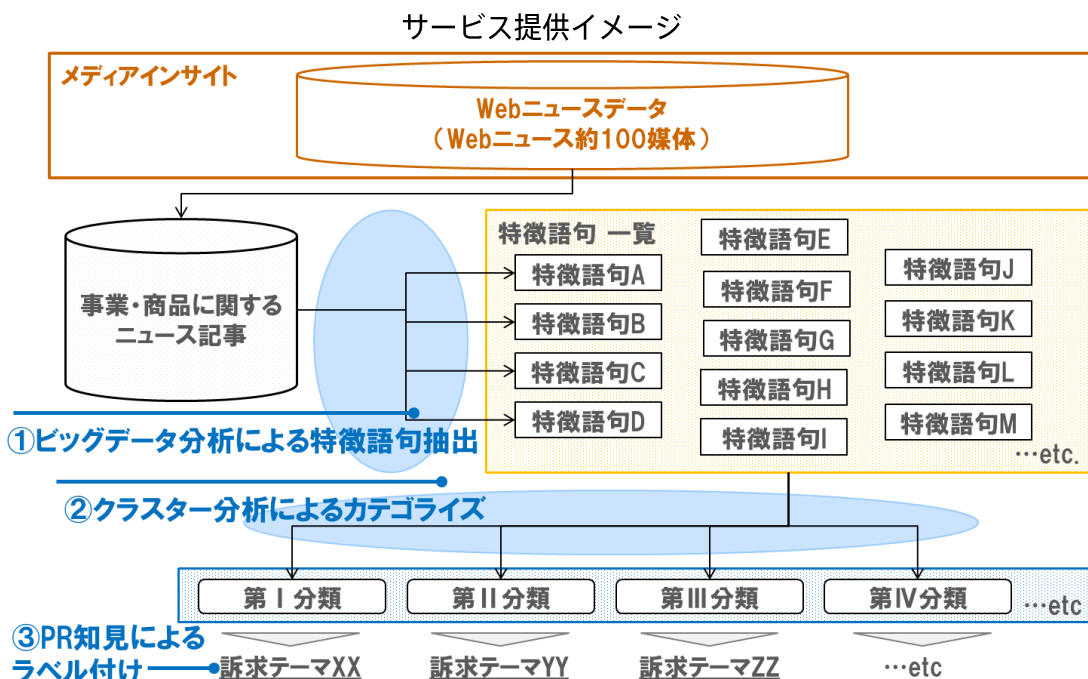 サービス提供イメージ
メディアインサイト
Webニュースデータ
(Webニュース約100媒体)
事業・商品に関する
ニュース記事
特徴語句 一覧
特徴語句A
特徴語句B
特徴語句C
特徴語句D
特徴語句E
特徴語句F
特徴語句G
特徴語句H
特徴語句I
特徴語句J
特徴語句K
特徴語句L
特徴語句M
…etc.
①ビッグデータ分析による特徴語句抽出
②クラスター分析によるカテゴライズ
第Ⅰ分類
第Ⅱ分類
第Ⅲ分類
第Ⅳ分類
…etc
③PR知見による
ラベル付け
訴求テーマXX
訴求テーマYY
訴求テーマZZ
…etc